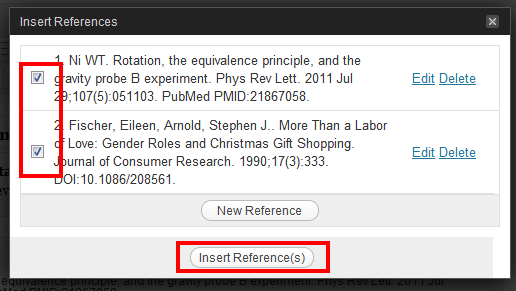 Insert References
1. Ni WT. Rotation, the equivalence principle, and the
gravity probe B experiment. Phys Rev Lett. 2011 Jul
29;107(5):051103. PubMed PMID:21867058.
Edit Delete
2. Fischer, Eileen, Arnold, Stephen J.. More Than a Labor
of Love: Gender Roles and Christmas Gift Shopping.
Journal of Consumer Research. 1990;17(3):333.
DOI:10.1086/208561.
Edit Delete
New Reference
Insert Reference(s)
equivalence principle, and the gravity probe B experiment. Phys Rev Lett. 2011 Jul